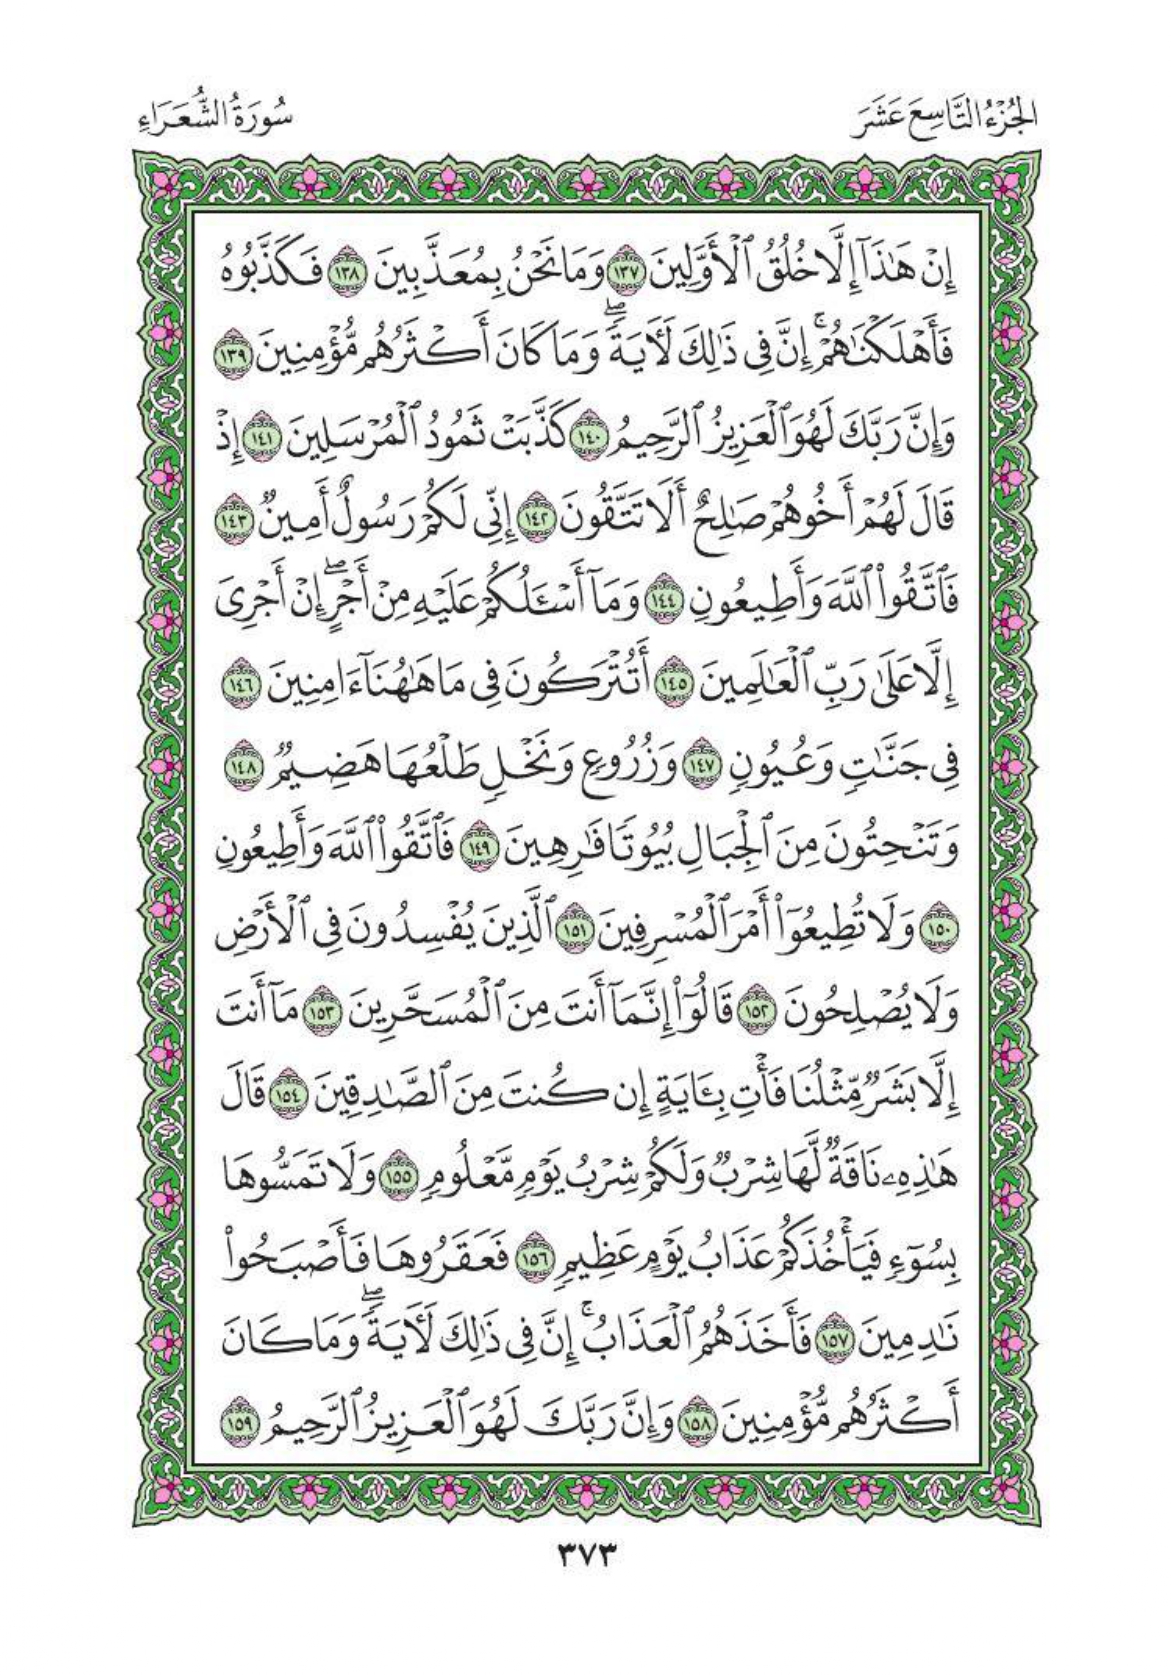 الجُزْءُ التَّاسِعَ عَشَرَ
سُورَةُ الشُّعَرَاءِ
إِنْ هَٰذَآ إِلَّا خُلُقُ ٱلْأَوَّلِينَ ١٣٧ وَمَا نَحْنُ بِمُعَذَّبِينَ ١٣٨ فَكَذَّبُوهُ
فَأَهْلَكْنَٰهُمْ ۚ إِنَّ فِى ذَٰلِكَ لَءَايَةً ۖ وَمَا كَانَ أَكْثَرُهُم مُّؤْمِنِينَ ١٣٩
وَإِنَّ رَبَّكَ لَهُوَ ٱلْعَزِيزُ ٱلرَّحِيمُ ١٤٠ كَذَّبَتْ ثَمُودُ ٱلْمُرْسَلِينَ ١٤١ إِذْ
قَالَ لَهُمْ أَخُوهُمْ صَٰلِحٌ أَلَا تَتَّقُونَ ١٤٢ إِنِّى لَكُمْ رَسُولٌ أَمِينٌ ١٤٣
فَٱتَّقُوا۟ ٱللَّهَ وَأَطِيعُونِ ١٤٤ وَمَآ أَسْـَٔلُكُمْ عَلَيْهِ مِنْ أَجْرٍ ۖ إِنْ أَجْرِىَ
إِلَّا عَلَىٰ رَبِّ ٱلْعَٰلَمِينَ ١٤٥ أَتُتْرَكُونَ فِى مَا هَٰهُنَآ ءَامِنِينَ ١٤٦
فِى جَنَّٰتٍ وَعُيُونٍ ١٤٧ وَزُرُوعٍ وَنَخْلٍ طَلْعُهَا هَضِيمٌ ١٤٨
وَتَنْحِتُونَ مِنَ ٱلْجِبَالِ بُيُوتًا فَٰرِهِينَ ١٤٩ فَٱتَّقُوا۟ ٱللَّهَ وَأَطِيعُونِ
١٥٠ وَلَا تُطِيعُوٓا۟ أَمْرَ ٱلْمُسْرِفِينَ ١٥١ ٱلَّذِينَ يُفْسِدُونَ فِى ٱلْأَرْضِ
وَلَا يُصْلِحُونَ ١٥٢ قَالُوٓا۟ إِنَّمَآ أَنتَ مِنَ ٱلْمُسَحَّرِينَ ١٥٣ مَآ أَنتَ
إِلَّا بَشَرٌ مِّثْلُنَا فَأْتِ بِـَٔايَةٍ إِن كُنتَ مِنَ ٱلصَّٰدِقِينَ ١٥٤ قَالَ
هَٰذِهِۦ نَاقَةٌ لَّهَا شِرْبٌ وَلَكُمْ شِرْبُ يَوْمٍ مَّعْلُومٍ ١٥٥ وَلَا تَمَسُّوهَا
بِسُوٓءٍ فَيَأْخُذَكُمْ عَذَابُ يَوْمٍ عَظِيمٍ ١٥٦ فَعَقَرُوهَا فَأَصْبَحُوا۟
نَٰدِمِينَ ١٥٧ فَأَخَذَهُمُ ٱلْعَذَابُ ۚ إِنَّ فِى ذَٰلِكَ لَءَايَةً ۖ وَمَا كَانَ
أَكْثَرُهُم مُّؤْمِنِينَ ١٥٨ وَإِنَّ رَبَّكَ لَهُوَ ٱلْعَزِيزُ ٱلرَّحِيمُ ١٥٩
٣٧٣